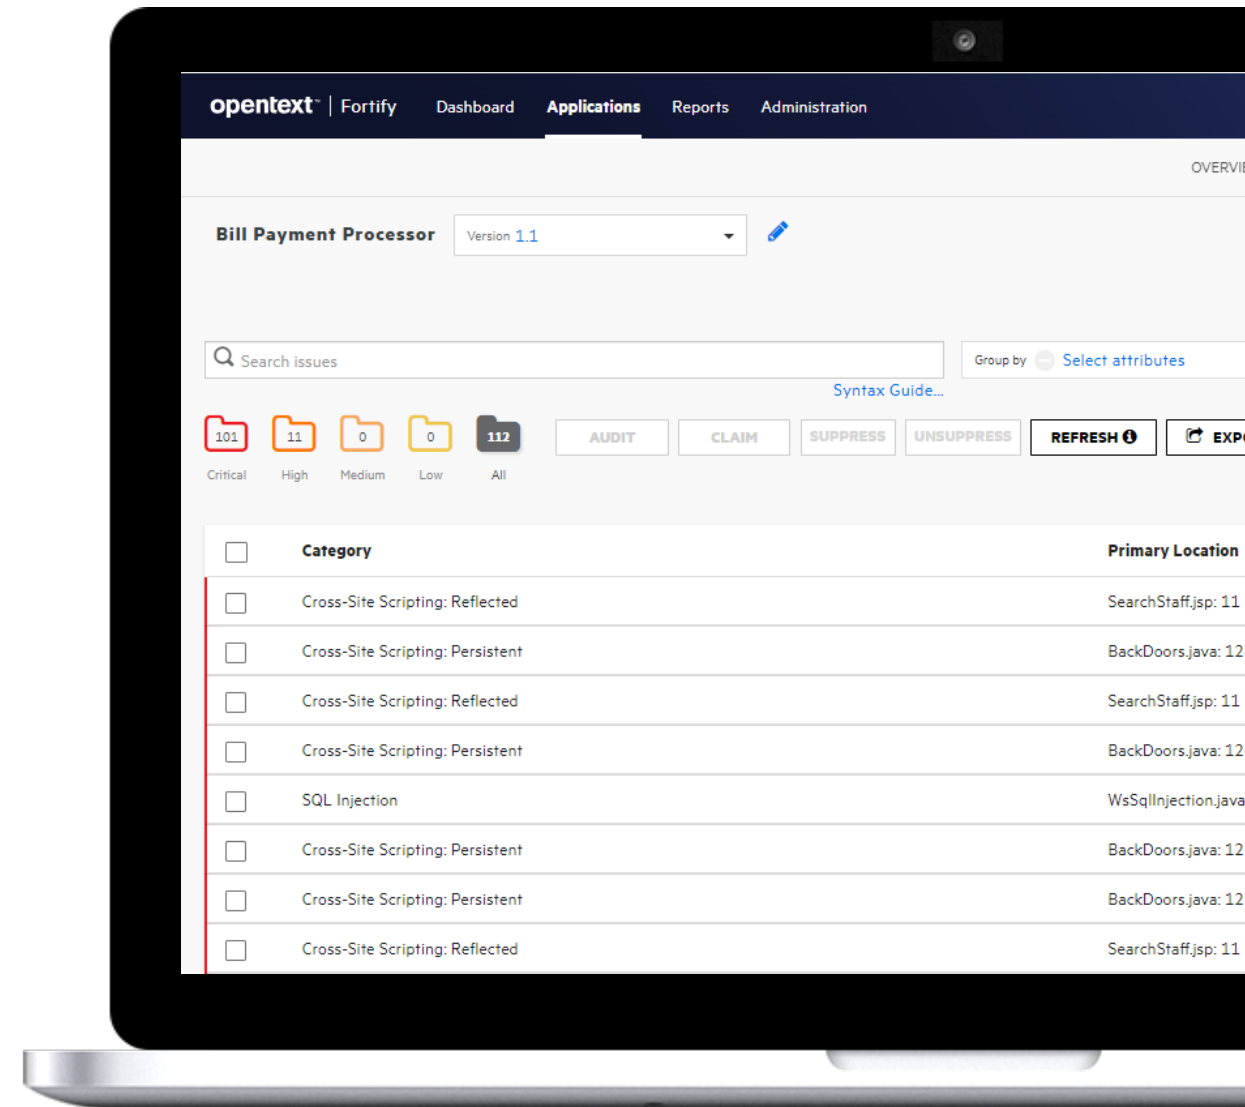 opentext™ | Fortify Dashboard Applications Reports Administration
Bill Payment Processor Version 1.1
Search issues Group by Select attributes
Syntax Guide...
101 11 0 0 112 AUDIT CLAIM SUPPRESS UNSUPPRESS REFRESH
Critical High Medium Low All
Category Primary Location
Cross-Site Scripting: Reflected SearchStaff.jsp: 11
Cross-Site Scripting: Persistent BackDoors.java: 12
Cross-Site Scripting: Reflected SearchStaff.jsp: 11
Cross-Site Scripting: Persistent BackDoors.java: 12
SQL Injection WsSqlInjection.java
Cross-Site Scripting: Persistent BackDoors.java: 12
Cross-Site Scripting: Persistent BackDoors.java: 12
Cross-Site Scripting: Reflected SearchStaff.jsp: 11